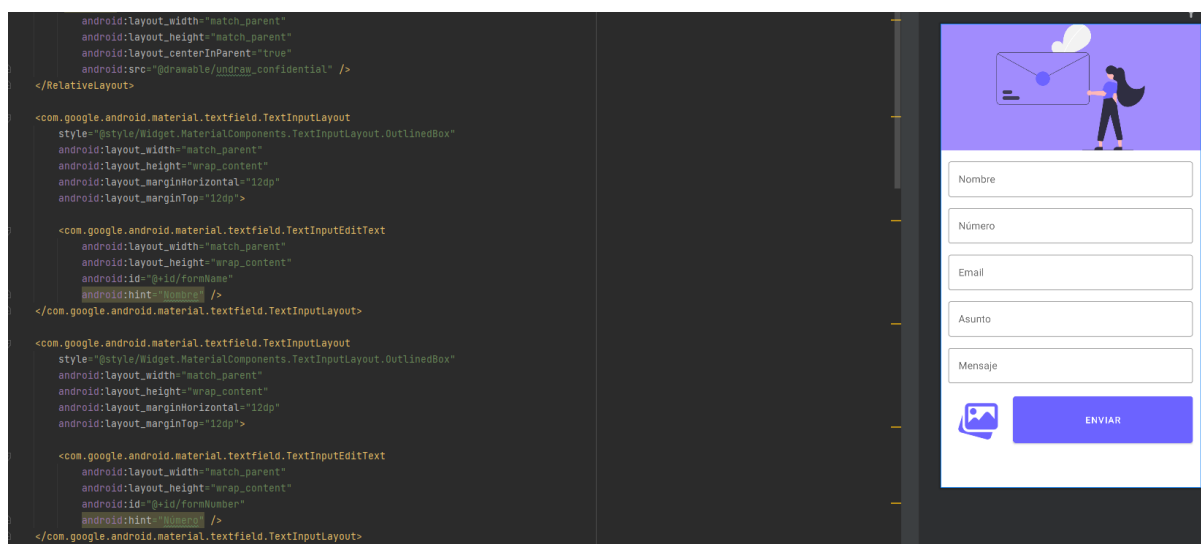 android:layout_width="match_parent"
android:layout_height="match_parent"
android:layout_centerInParent="true"
android:src="@drawable/undraw_confidential" />
</RelativeLayout>
<com.google.android.material.textfield.TextInputLayout
style="@style/Widget.MaterialComponents.TextInputLayout.OutlinedBox"
android:layout_width="match_parent"
android:layout_height="wrap_content"
android:layout_marginHorizontal="12dp"
android:layout_marginTop="12dp">
<com.google.android.material.textfield.TextInputEditText
android:layout_width="match_parent"
android:layout_height="wrap_content"
android:id="@+id/formName"
android:hint="Nombre" />
</com.google.android.material.textfield.TextInputLayout>
<com.google.android.material.textfield.TextInputLayout
style="@style/Widget.MaterialComponents.TextInputLayout.OutlinedBox"
android:layout_width="match_parent"
android:layout_height="wrap_content"
android:layout_marginHorizontal="12dp"
android:layout_marginTop="12dp">
<com.google.android.material.textfield.TextInputEditText
android:layout_width="match_parent"
android:layout_height="wrap_content"
android:id="@+id/formNumber"
android:hint="Número" />
</com.google.android.material.textfield.TextInputLayout>
Nombre
Número
Email
Asunto
Mensaje
ENVIAR